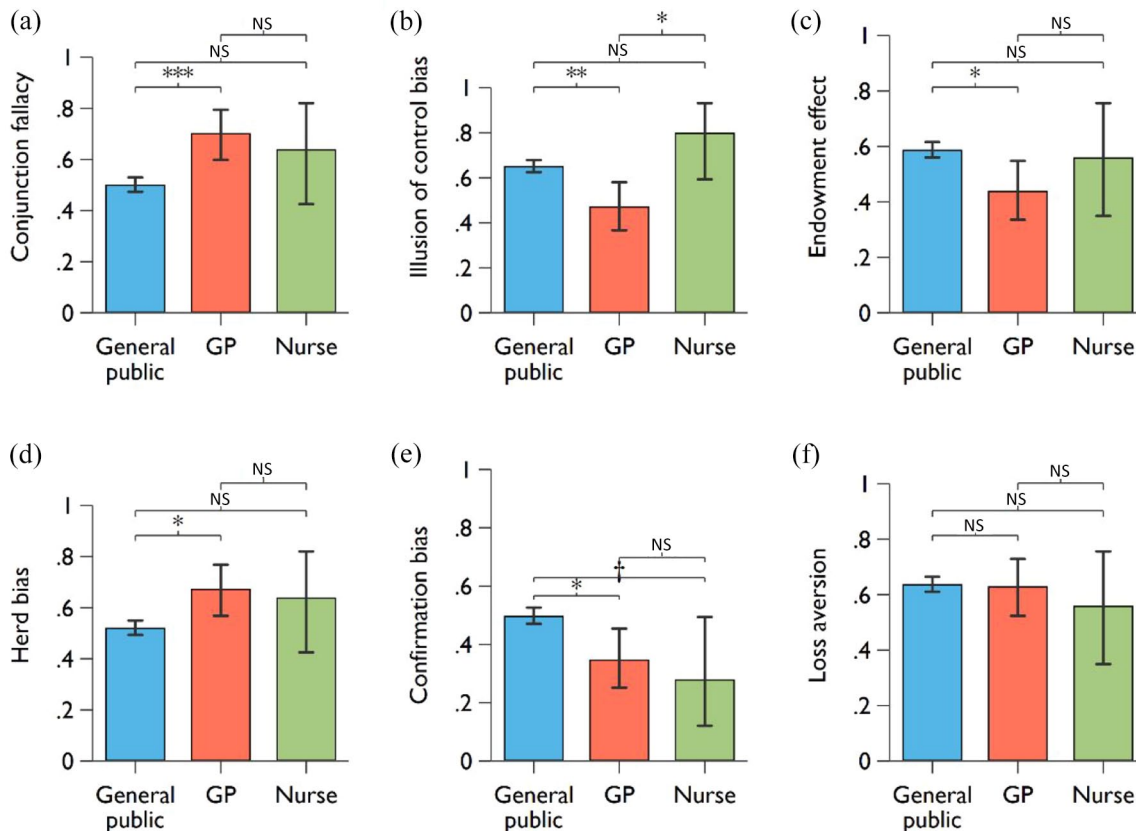 (a)
Conjunction fallacy
1
.8
.6
.4
.2
0
NS
NS
***
General public
GP
Nurse
(b)
Illusion of control bias
1
.8
.6
.4
.2
0
*
NS
**
General public
GP
Nurse
(c)
Endowment effect
1
.8
.6
.4
.2
0
NS
NS
*
General public
GP
Nurse
(d)
Herd bias
1
.8
.6
.4
.2
0
NS
NS
*
General public
GP
Nurse
(e)
Confirmation bias
1
.8
.6
.4
.2
0
NS
†
*
General public
GP
Nurse
(f)
Loss aversion
1
.8
.6
.4
.2
0
NS
NS
NS
General public
GP
Nurse